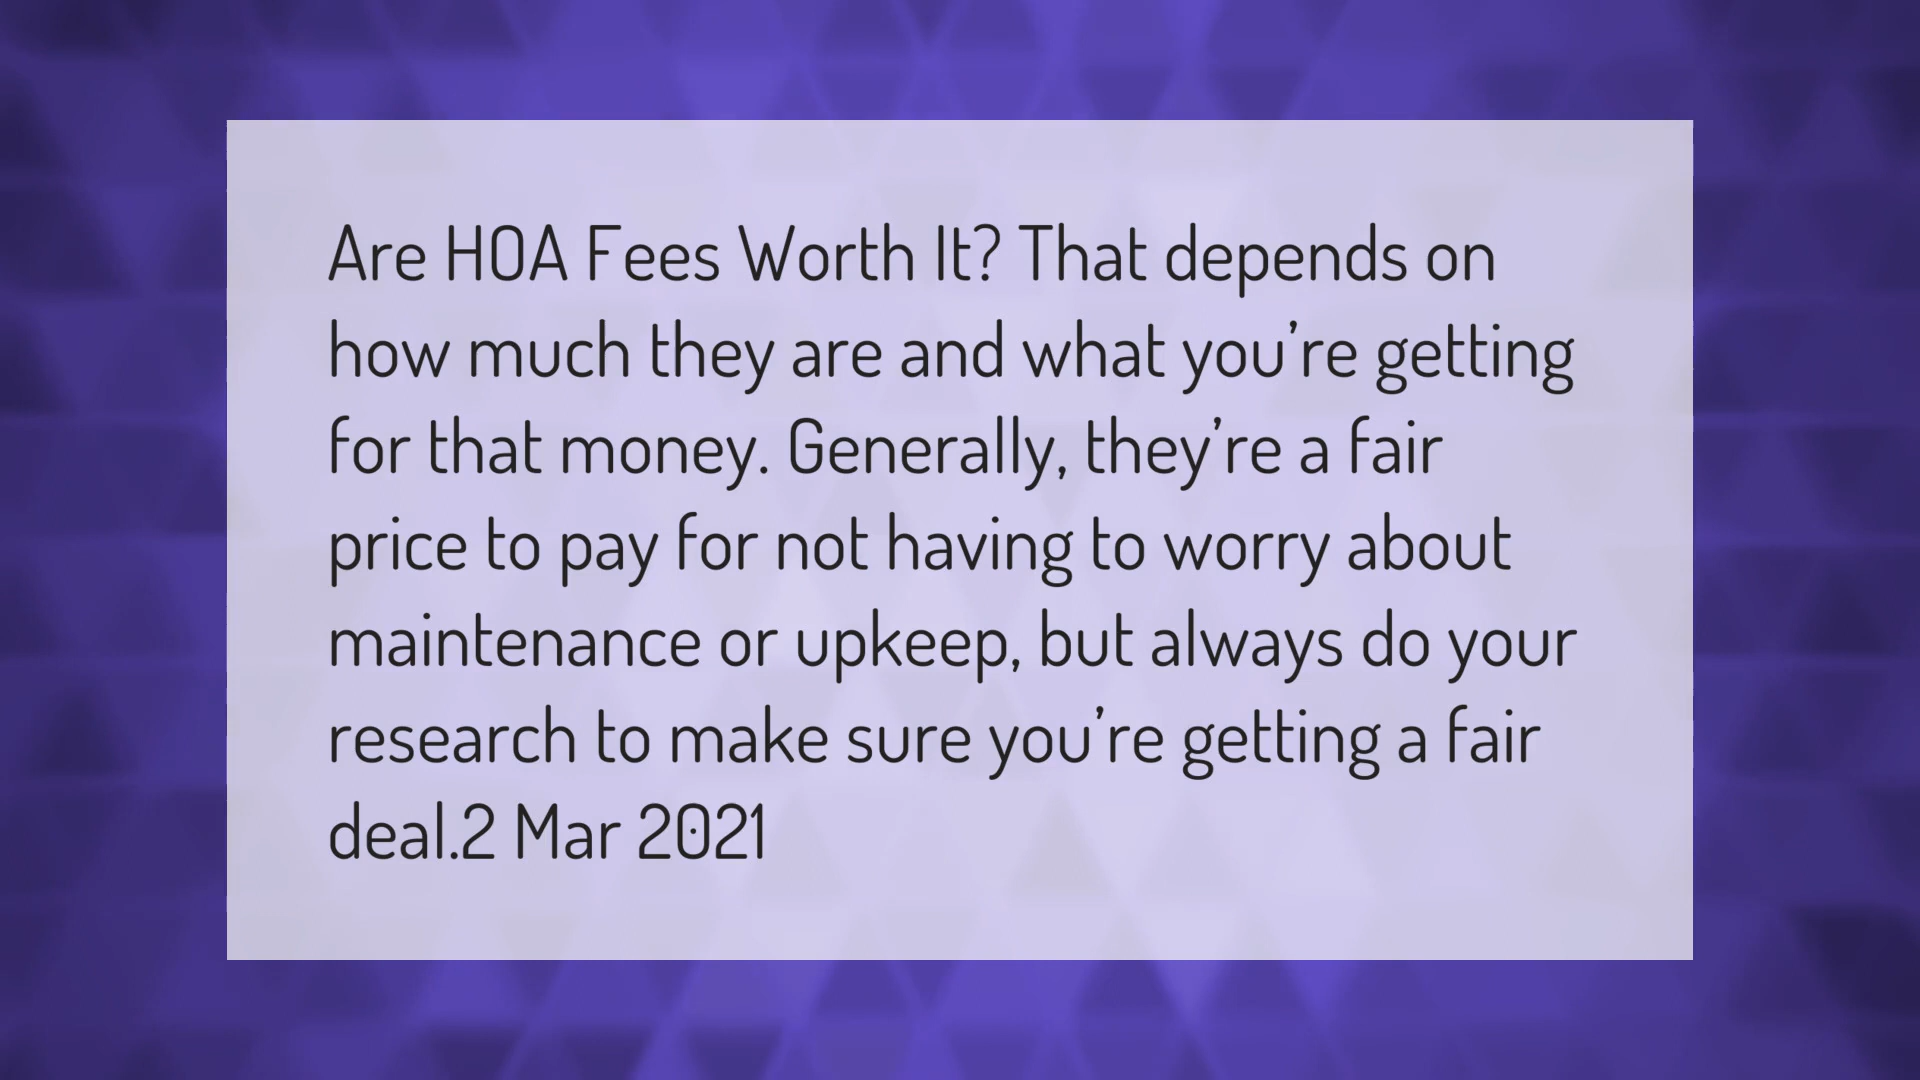 Are HOA Fees Worth It? That depends on
how much they are and what you're getting
for that money. Generally, they're a fair
price to pay for not having to worry about
maintenance or upkeep, but always do your
research to make sure you're getting a fair
deal.2 Mar 2021